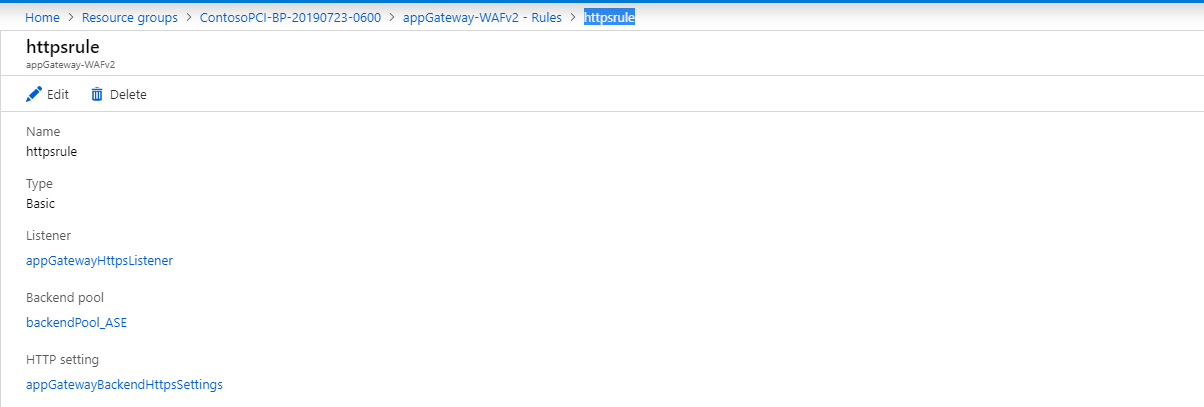 Home > Resource groups > ContosoPCI-BP-20190723-0600 > appGateway-WAFv2 - Rules > httpsrule
httpsrule
appGateway-WAFv2
Edit Delete
Name
httpsrule
Type
Basic
Listener
appGatewayHttpsListener
Backend pool
backendPool_ASE
HTTP setting
appGatewayBackendHttpsSettings